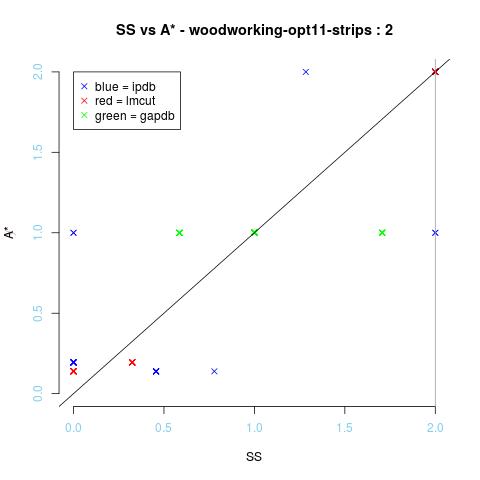 SS vs A* - woodworking-opt11-strips : 2
blue = ipdb
red = lmcut
green = gapdb
A*
2.0
1.5
1.0
0.5
0.0
0.0 0.5 1.0 1.5 2.0
SS